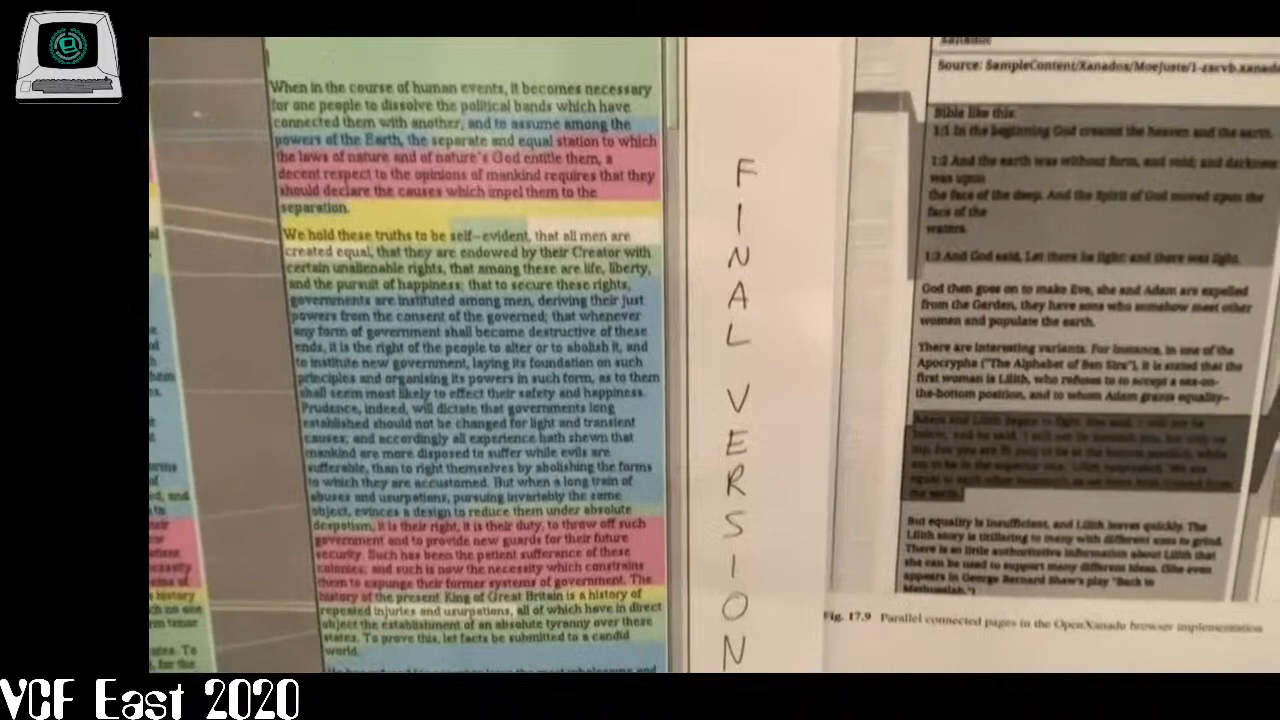 When in the course of human events, it becomes necessary
for one people to dissolve the political bands which have
connected them with another, and to assume among the
powers of the Earth, the separate and equal station to which
the laws of nature and of nature's God entitle them, a
decent respect to the opinions of mankind requires that they
should declare the causes which impel them to the
separation.
We hold these truths to be self-evident, that all men are
created equal, that they are endowed by their Creator with
certain unalienable rights, that among these are life, liberty,
and the pursuit of happiness; that to secure these rights,
governments are instituted among men, deriving their just
powers from the consent of the governed; that whenever
any form of government shall become destructive of these
ends, it is the right of the people to alter or to abolish it, and
to institute new government, laying its foundation on such
principles and organising its powers in such form, as to them
shall seem most likely to effect their safety and happiness.
Prudence, indeed, will dictate that governments long
established should not be changed for light and transient
causes; and accordingly all experience hath shewn that
mankind are more disposed to suffer while evils are
sufferable, than to right themselves by abolishing the forms
to which they are accustomed. But when a long train of
abuses and usurpations, pursuing invariably the same
object, evinces a design to reduce them under absolute
despotism, it is their right, it is their duty, to throw off such
government and to provide new guards for their future
security. Such has been the patient sufferance of these
colonies; and such is now the necessity which constrains
them to expunge their former systems of government. The
history of the present King of Great Britain is a history of
repeated injuries and usurpations, all of which have in direct
object the establishment of an absolute tyranny over these
states. To prove this, let facts be submitted to a candid
world.
FINAL VERSION
Source: SampleContent/Xanadox/MoeJuste/1-zxcvb.xanado
Bible like this:
1:1 In the beginning God created the heaven and the earth.
1:2 And the earth was without form, and void; and darkness
was upon
the face of the deep. And the Spirit of God moved upon the
face of the
waters.
1:3 And God said, Let there be light: and there was light.
God then goes on to make Eve, she and Adam are expelled
from the Garden, they have sons who somehow meet other
women and populate the earth.
There are interesting variants. For instance, in one of the
Apocrypha ("The Alphabet of Ben Sira"), it is stated that the
first woman is Lilith, who refuses to to accept a sex-on-
the-bottom position, and to whom Adam grants equality--
But equality is insufficient, and Lilith leaves quickly. The
Lilith story is titillating to many with different axes to grind.
There is so little authoritative information about Lilith that
she can be used to support many different ideas. (She even
appears in George Bernard Shaw's play "Back to
Methuselah.")
Fig. 17.9 Parallel connected pages in the OpenXanadu browser implementation
VCF East 2020